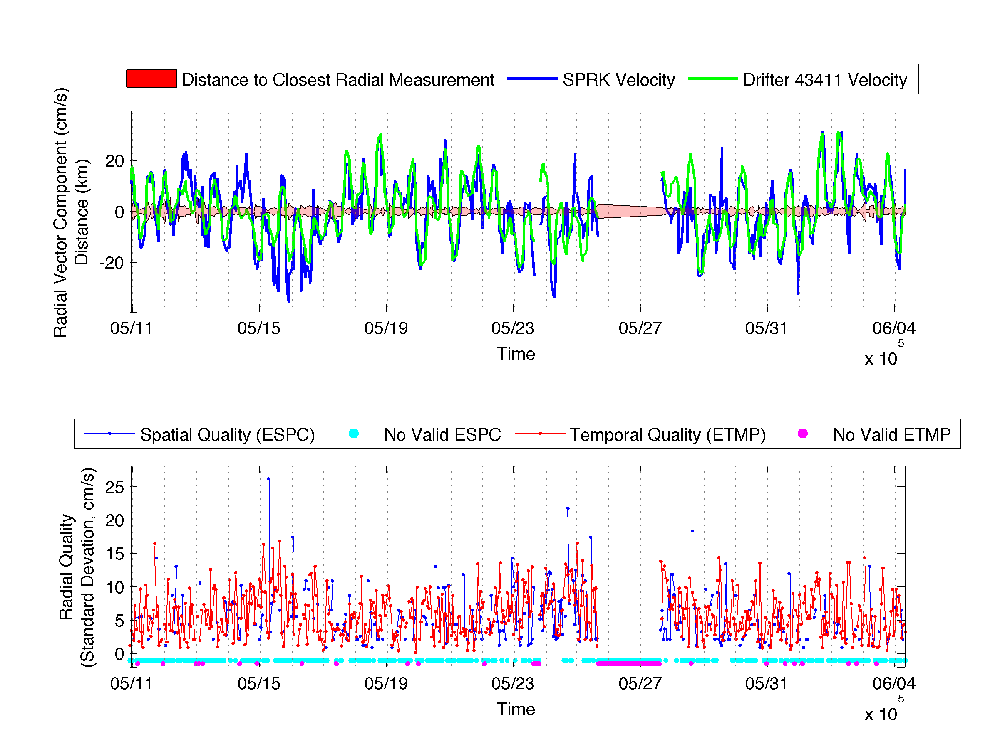 Distance to Closest Radial Measurement SPRK Velocity Drifter 43411 Velocity
Radial Vector Component (cm/s)
Distance (km)
20
0
-20
05/11 05/15 05/19 05/23 05/27 05/31 06/04
Time
x 10 5
Spatial Quality (ESPC) No Valid ESPC Temporal Quality (ETMP) No Valid ETMP
Radial Quality
(Standard Devation, cm/s)
25
20
15
10
5
0
05/11 05/15 05/19 05/23 05/27 05/31 06/04
Time
x 10 5